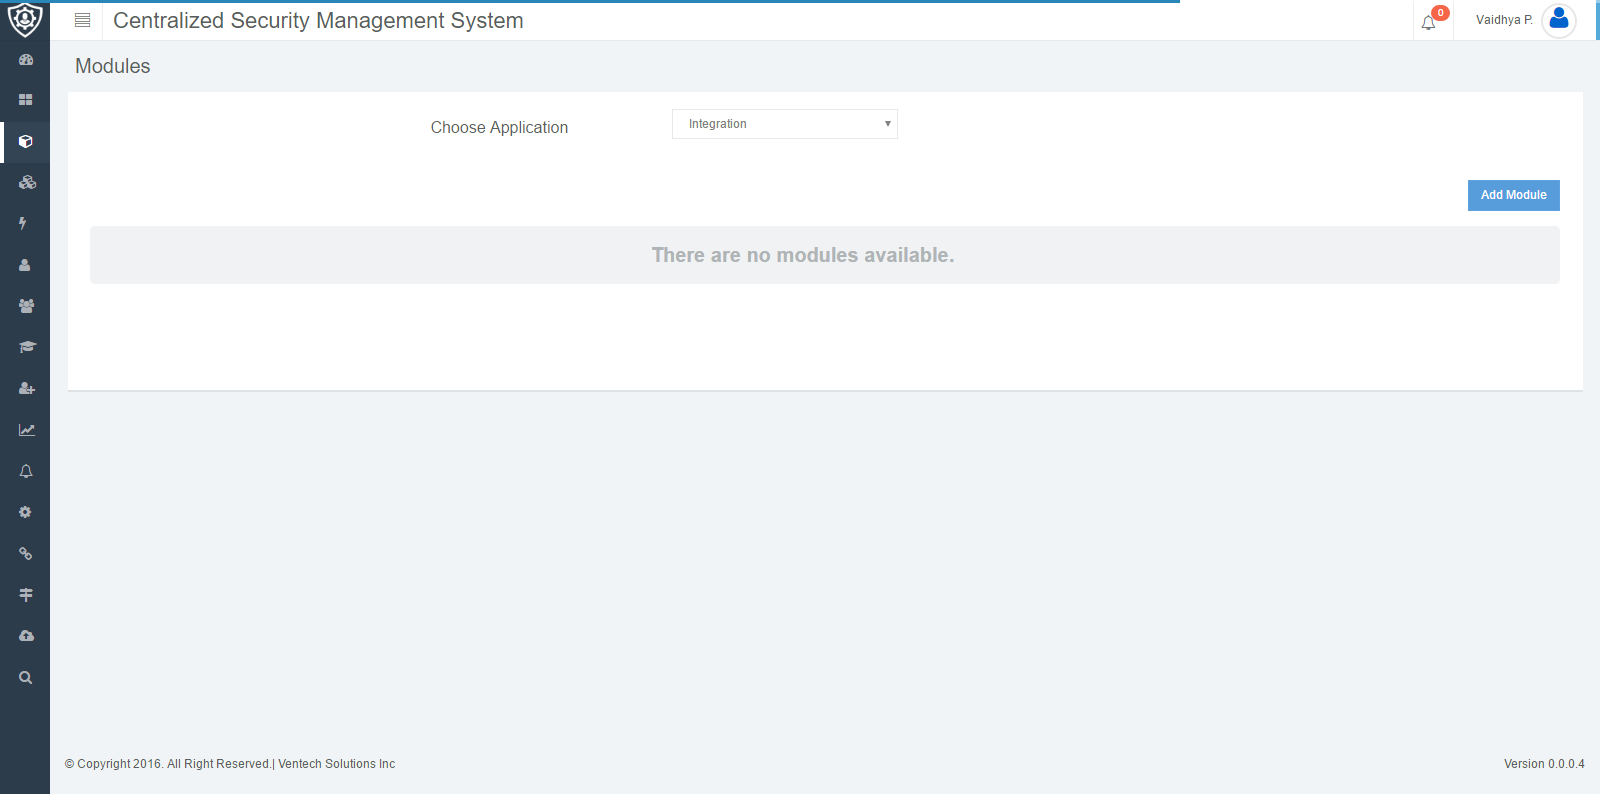 Centralized Security Management System
0
Vaidhya P.
Modules
Choose Application
Integration
Add Module
There are no modules available.
© Copyright 2016. All Right Reserved.| Ventech Solutions Inc
Version 0.0.0.4